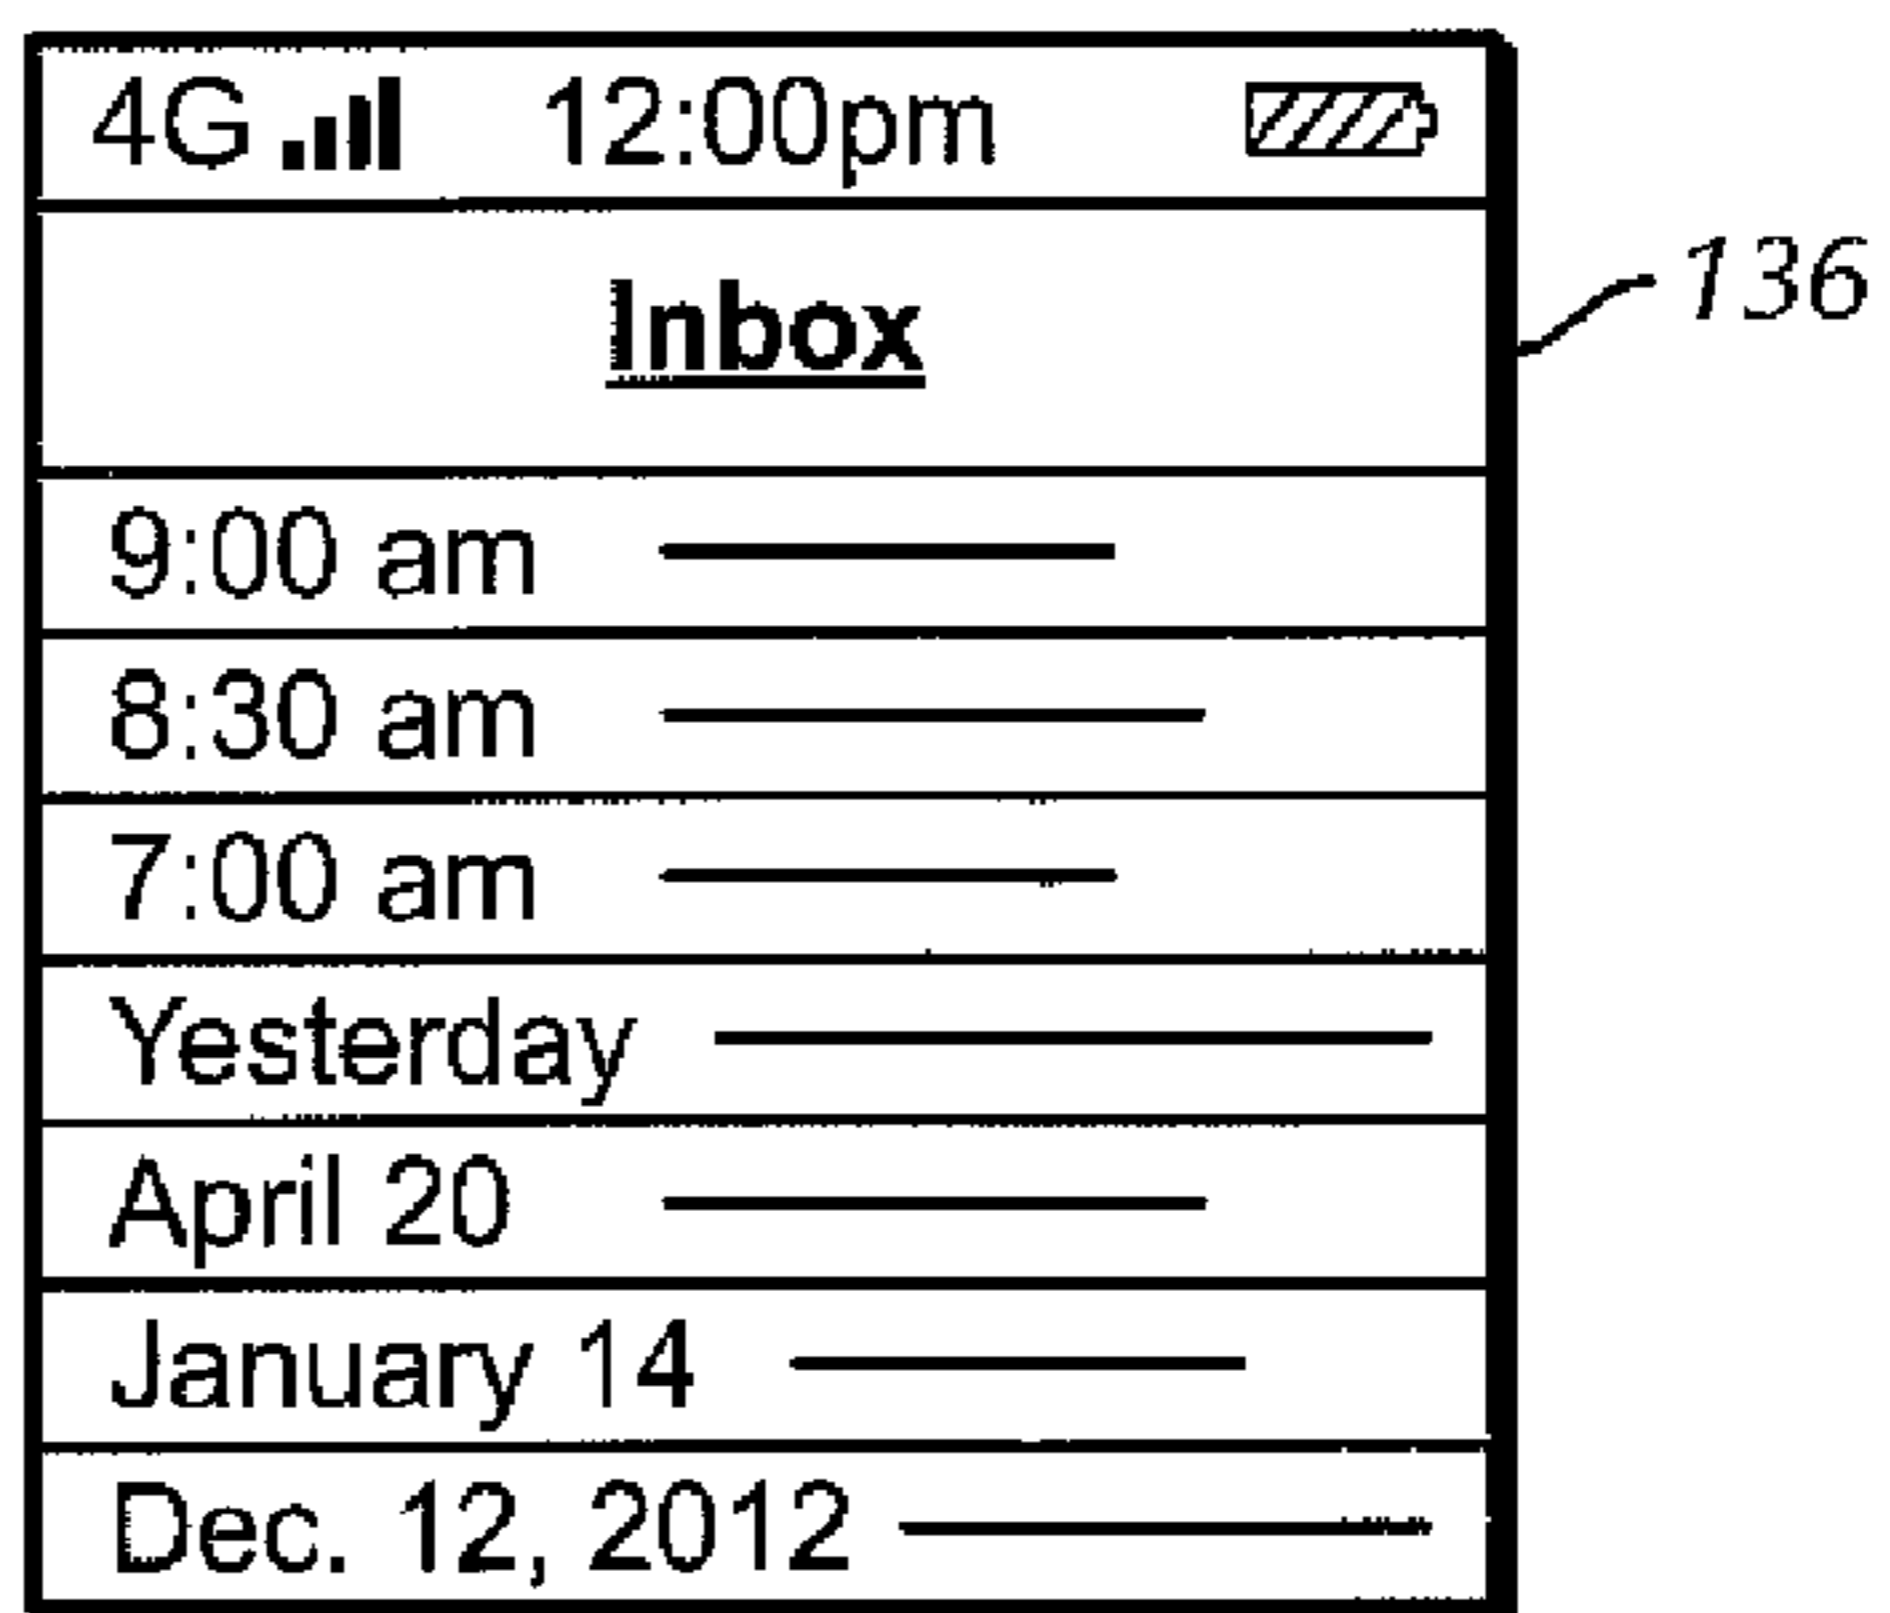 4G 12:00pm
Inbox
136
9:00 am
8:30 am
7:00 am
Yesterday
April 20
January 14
Dec. 12, 2012